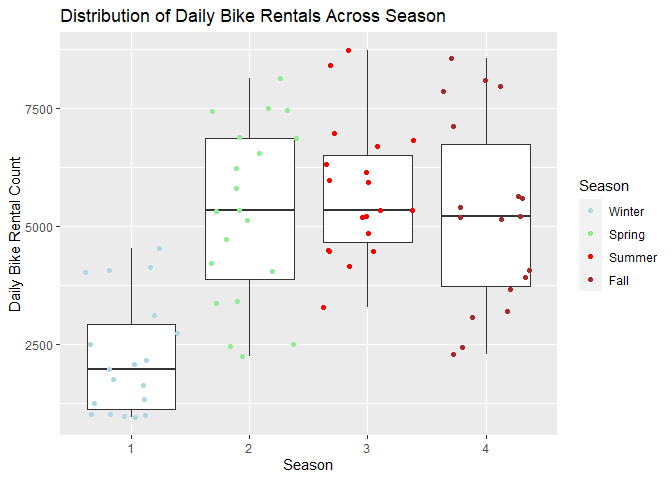 Distribution of Daily Bike Rentals Across Season
Daily Bike Rental Count
7500
5000
2500
1
2
3
4
Season
Season
Winter
Spring
Summer
Fall